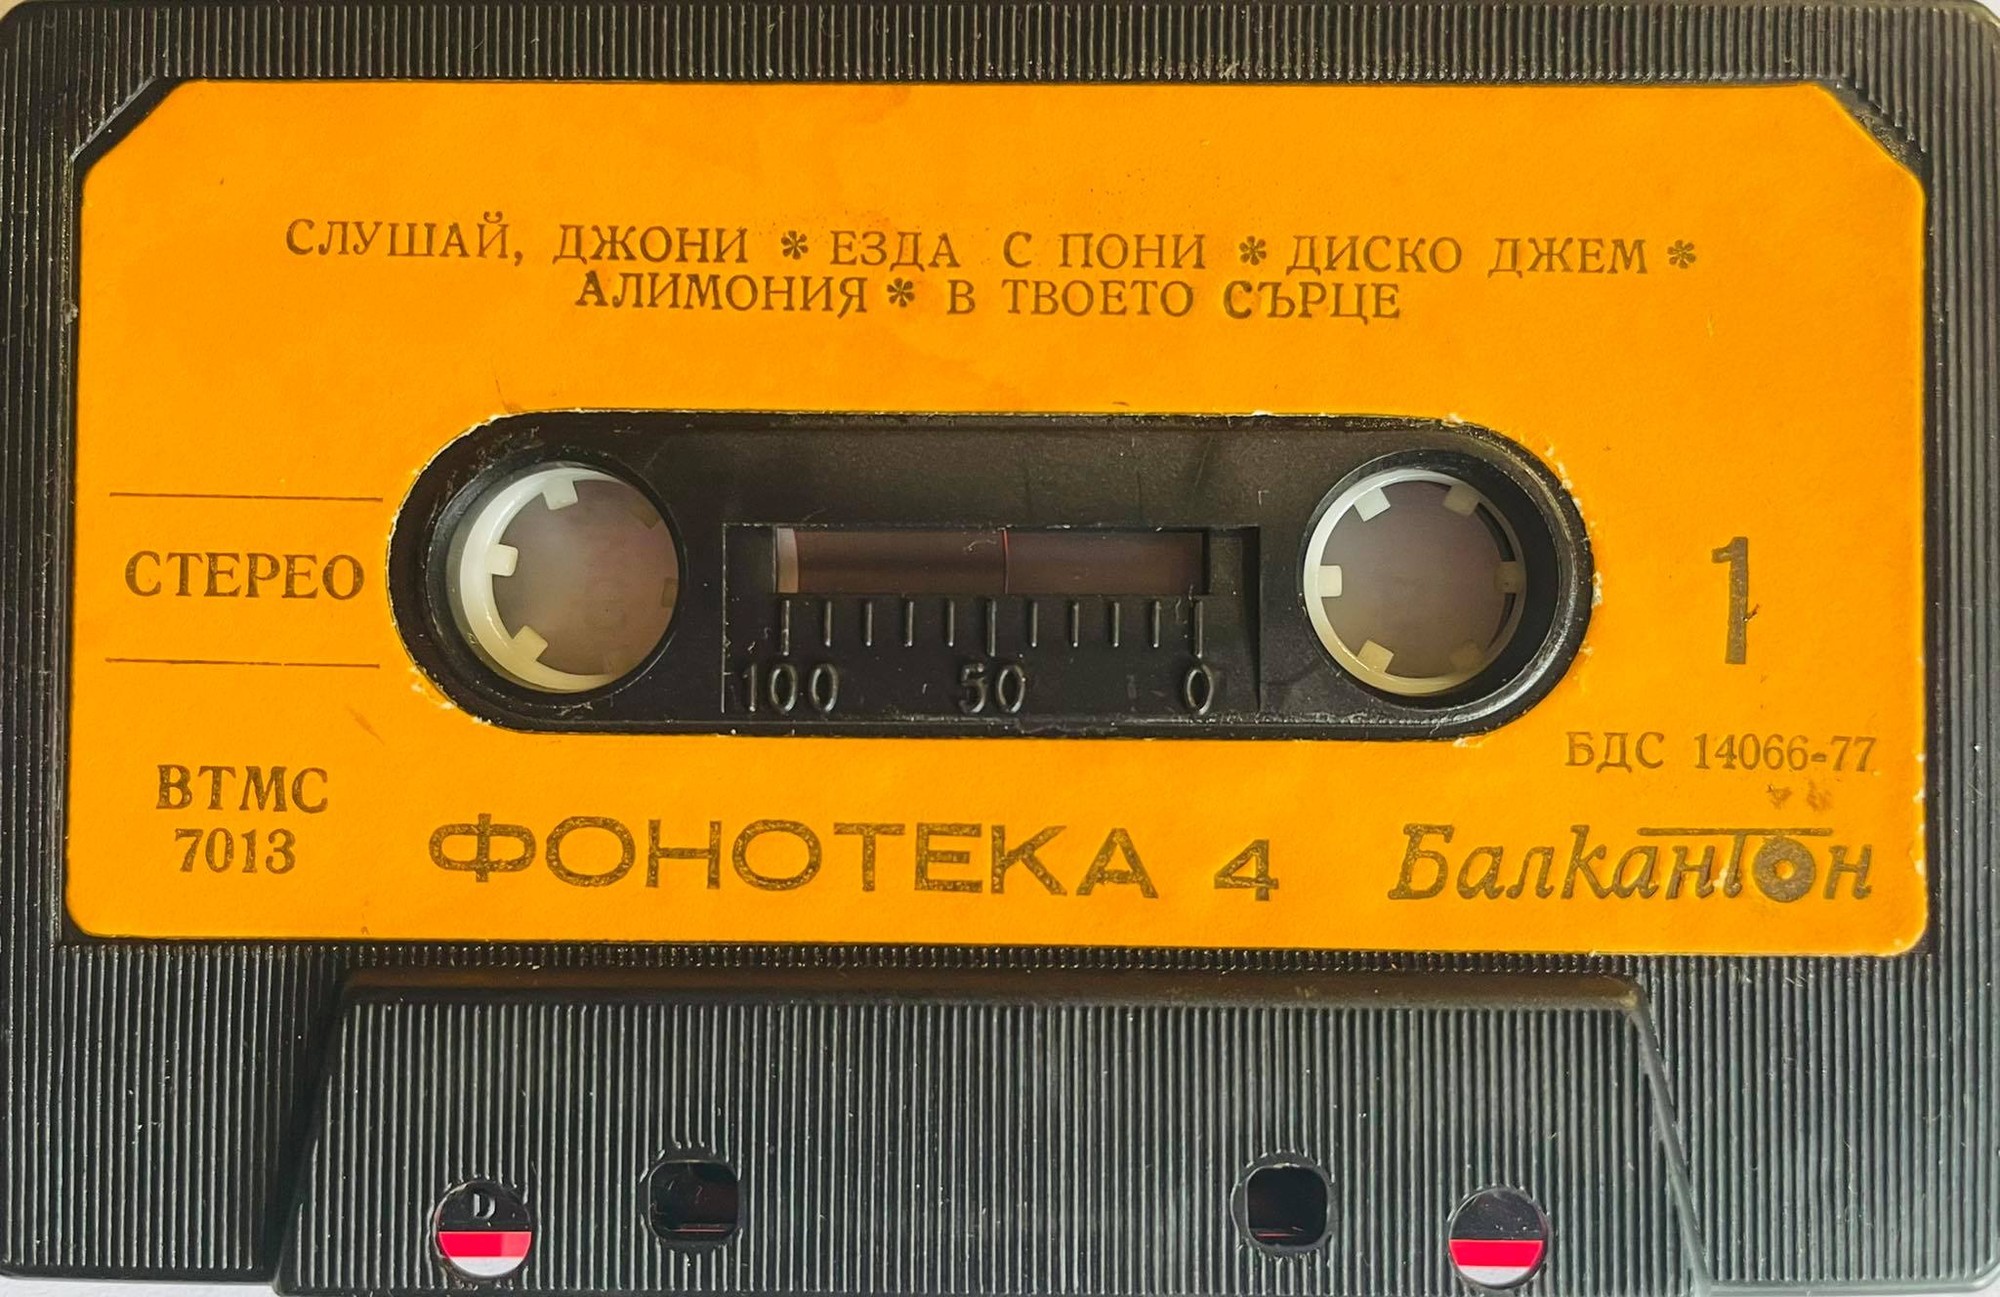 СЛУШАЙ, ДЖОНИ * ЕЗДА С ПОНИ * ДИСКО ДЖЕМ *
АЛИМОНИЯ * В ТВОЕТО СЪРЦЕ
СТЕРЕО
1
100 50 0
БДС 14066-77
ВТМС
7013
ФОНОТЕКА 4
Балкантон
D